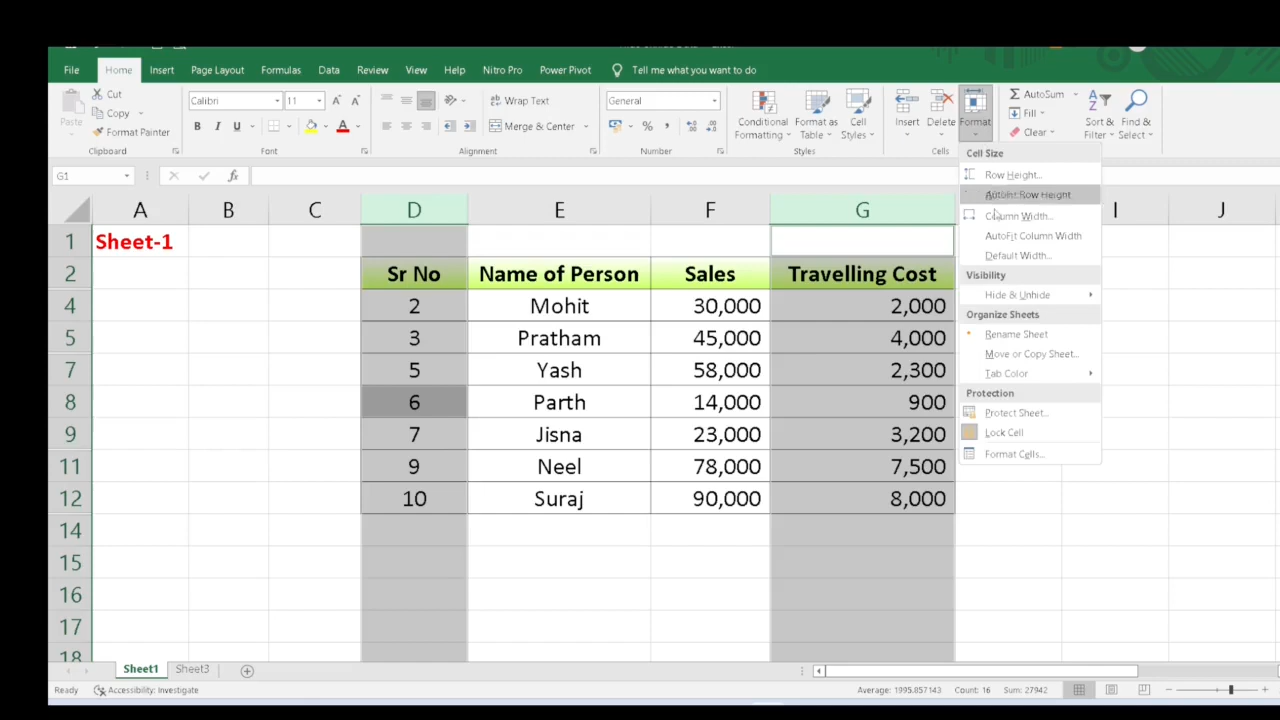 File Home Insert Page Layout Formulas Data Review View Help Nitro Pro Power Pivot Tell me what you want to do
Paste
Cut
Copy
Format Painter
Clipboard
Calibri 11
B I U
Font
Wrap Text
Merge & Center
Alignment
General
%
Number
Conditional Formatting
Format as Table
Cell Styles
Styles
Insert Delete Format
Cells
AutoSum
Fill
Clear
Sort & Filter
Find & Select
G1 fx
Cell Size
Row Height...
AutoFit Row Height
Column Width...
AutoFit Column Width
Default Width...
Visibility
Hide & Unhide
Organize Sheets
Rename Sheet
Move or Copy Sheet...
Tab Color
Protection
Protect Sheet...
Lock Cell
Format Cells...
A B C D E F G I J
1 Sheet-1
2 Sr No Name of Person Sales Travelling Cost
4 2 Mohit 30,000 2,000
5 3 Pratham 45,000 4,000
7 5 Yash 58,000 2,300
8 6 Parth 14,000 900
9 7 Jisna 23,000 3,200
11 9 Neel 78,000 7,500
12 10 Suraj 90,000 8,000
14
15
16
17
18
Sheet1 Sheet3
Ready Accessibility: Investigate Average: 1995.857143 Count: 16 Sum: 27942